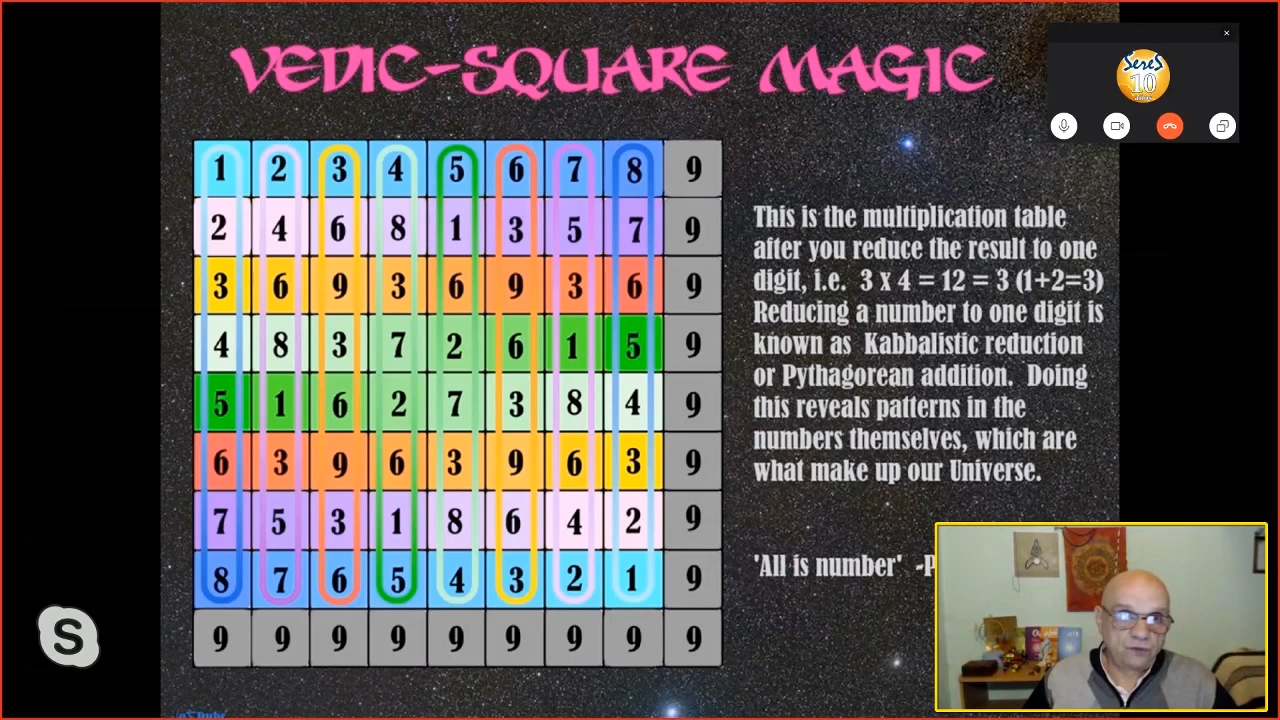 VEDIC-SQUARE MAGIC
SereS
10
1 2 3 4 5 6 7 8 9
2 4 6 8 1 3 5 7 9
3 6 9 3 6 9 3 6 9
4 8 3 7 2 6 1 5 9
5 1 6 2 7 3 8 4 9
6 3 9 6 3 9 6 3 9
7 5 3 1 8 6 4 2 9
8 7 6 5 4 3 2 1 9
9 9 9 9 9 9 9 9 9
This is the multiplication table
after you reduce the result to one
digit, i.e. 3 x 4 = 12 = 3 (1+2=3)
Reducing a number to one digit is
known as Kabbalistic reduction
or Pythagorean addition. Doing
this reveals patterns in the
numbers themselves, which are
what make up our Universe.
'All is number' -P
S